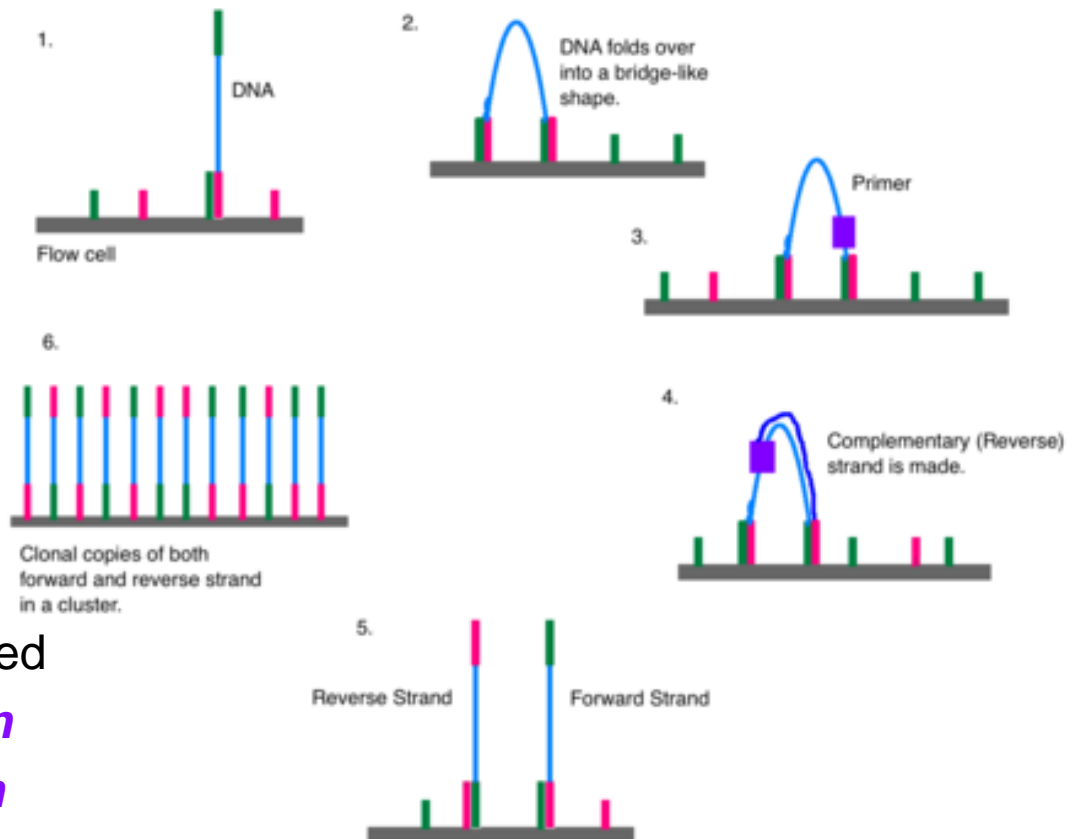 1.
DNA
Flow cell
2.
DNA folds over
into a bridge-like
shape.
3.
Primer
4.
Complementary (Reverse)
strand is made.
5.
Reverse Strand
Forward Strand
6.
Clonal copies of both
forward and reverse strand
in a cluster.
ed
n
n